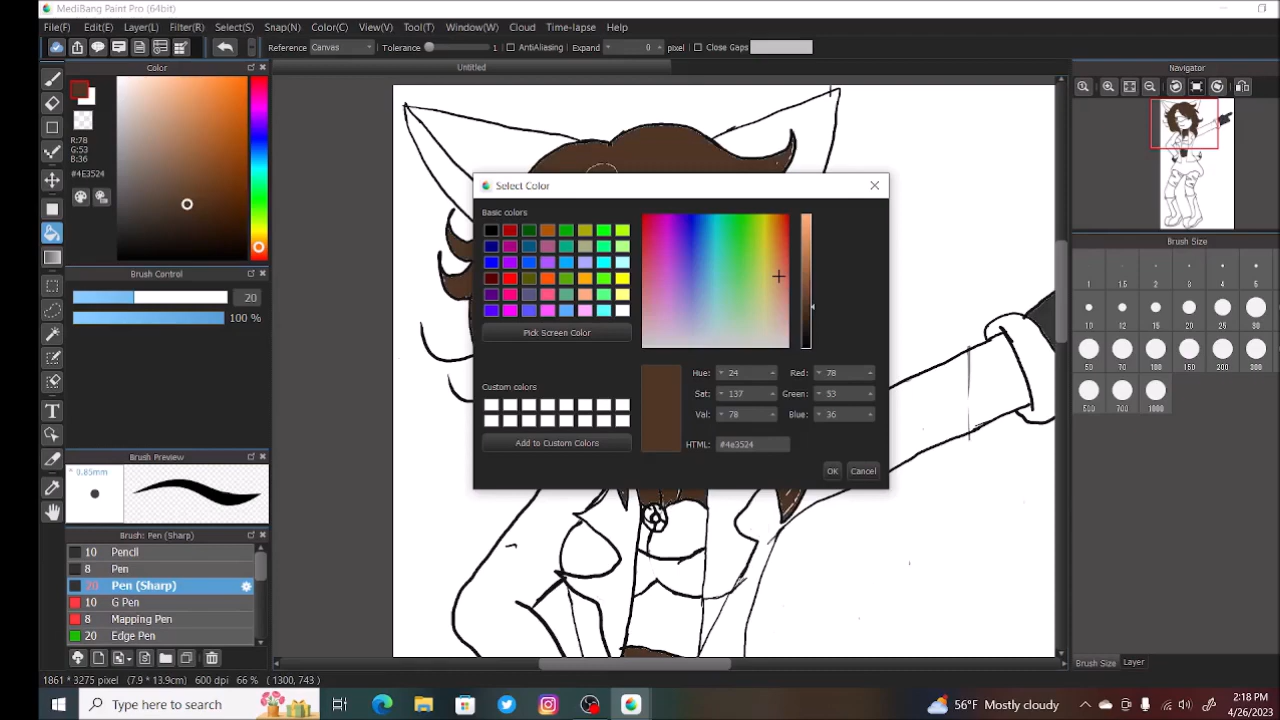 MediBang Paint Pro (64bit)
File(F) Edit(E) Layer(L) Filter(R) Select(S) Snap(N) Color(C) View(V) Tool(T) Window(W) Cloud Time-lapse Help
Reference Canvas Tolerance 1 AntiAliasing Expand 0 pixel Close Gaps
Color
Untitled
Navigator
R:78
G:53
B:36
#4E3524
Select Color
Basic colors
Pick Screen Color
Custom colors
Add to Custom Colors
Hue: 24 Red: 78
Sat: 137 Green: 53
Val: 78 Blue: 36
HTML: #4e3524
OK Cancel
Brush Control
20
100 %
Brush Preview
^ 0.85mm
Brush: Pen (Sharp)
10 Pencil
8 Pen
20 Pen (Sharp)
10 G Pen
8 Mapping Pen
20 Edge Pen
Brush Size
1 1.5 2 3 4 5
10 12 15 20 25 30
50 70 100 150 200 300
500 700 1000
Brush Size Layer
1861 * 3275 pixel (7.9 * 13.9cm) 600 dpi 66 % (1300, 743)
Type here to search
56°F Mostly cloudy
2:18 PM
4/26/2023